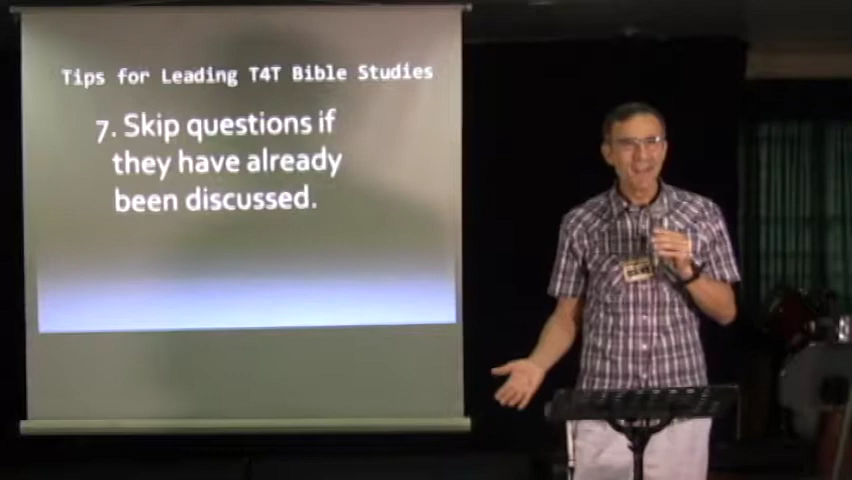 Tips for Leading T4T Bible Studies
7. Skip questions if
they have already
been discussed.